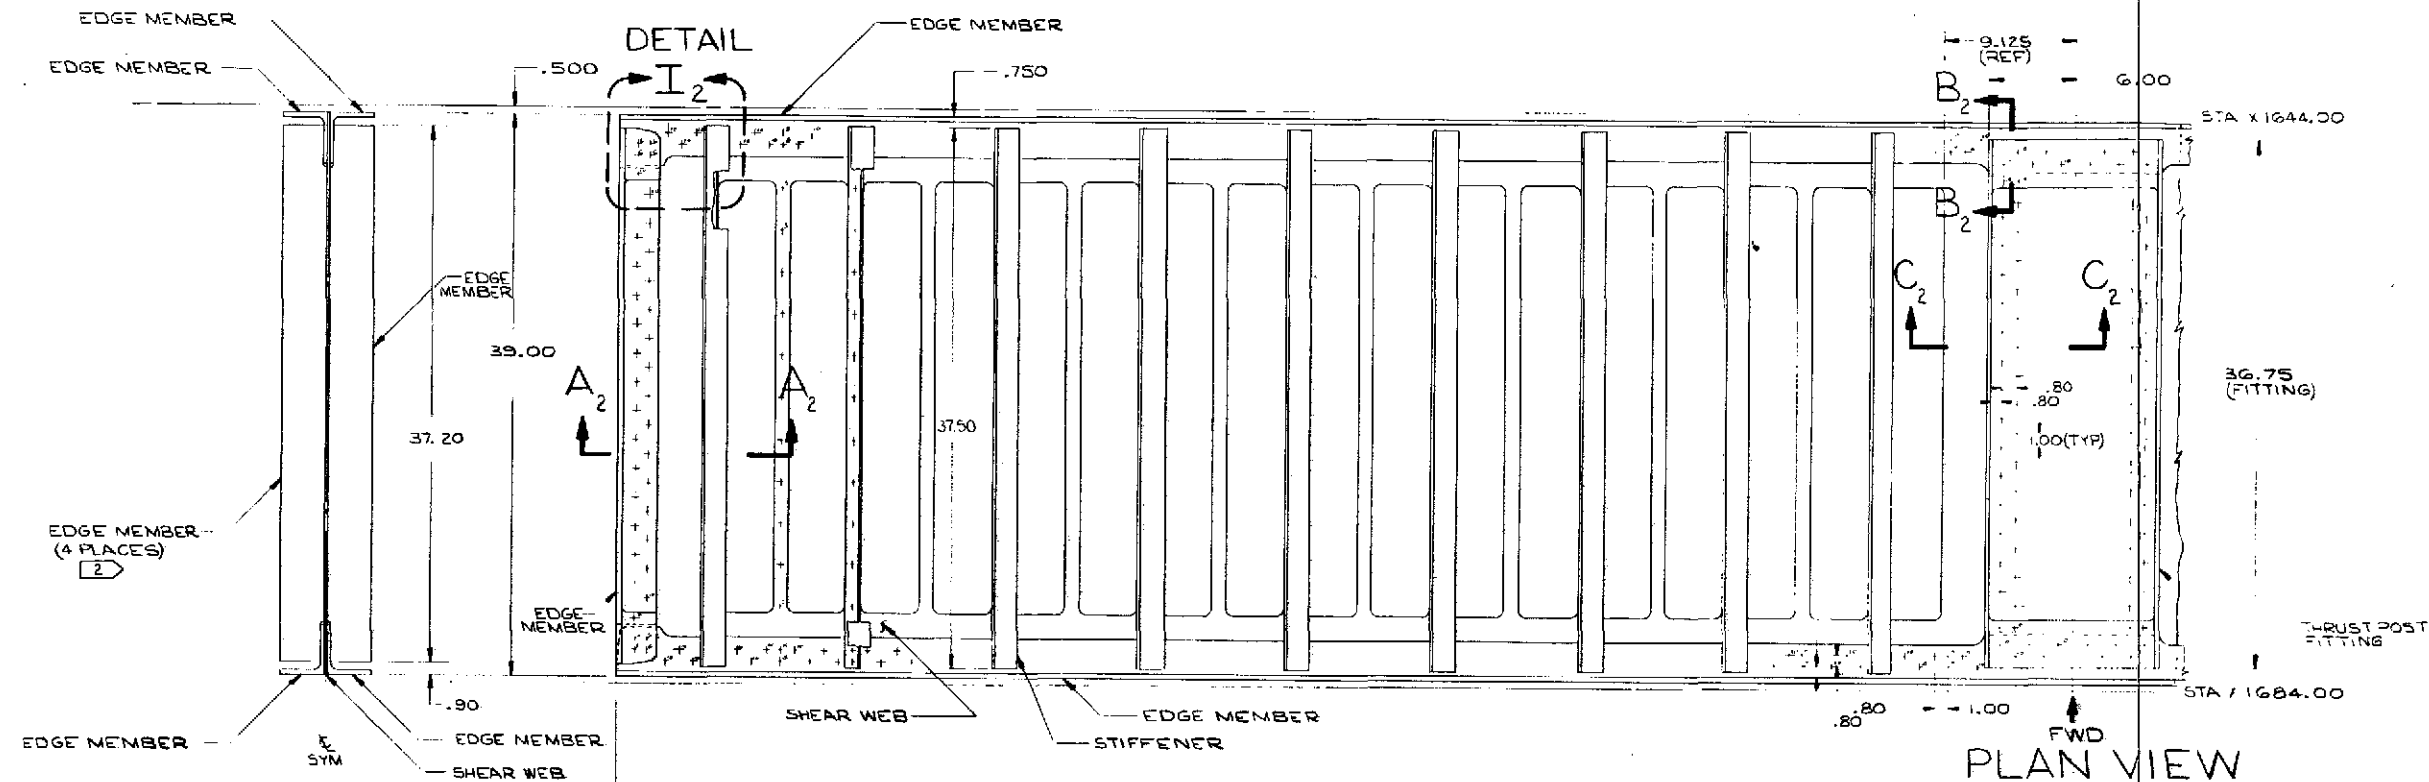 EDGE MEMBER
EDGE MEMBER
.500
DETAIL
I2
EDGE MEMBER
.750
9.125
(REF)
6.00
B2
STA X 1644.00
B2
EDGE
MEMBER
C2
C2
39.00
A2
A2
36.75
(FITTING)
.80
.80
37.20
37.50
1.00(TYP)
EDGE MEMBER
(4 PLACES)
2
EDGE
MEMBER
THRUST POST
FITTING
STA 1684.00
.90
SHEAR WEB
EDGE MEMBER
.80
.80
1.00
EDGE MEMBER
℄
SYM
EDGE MEMBER
STIFFENER
FWD
SHEAR WEB
PLAN VIEW